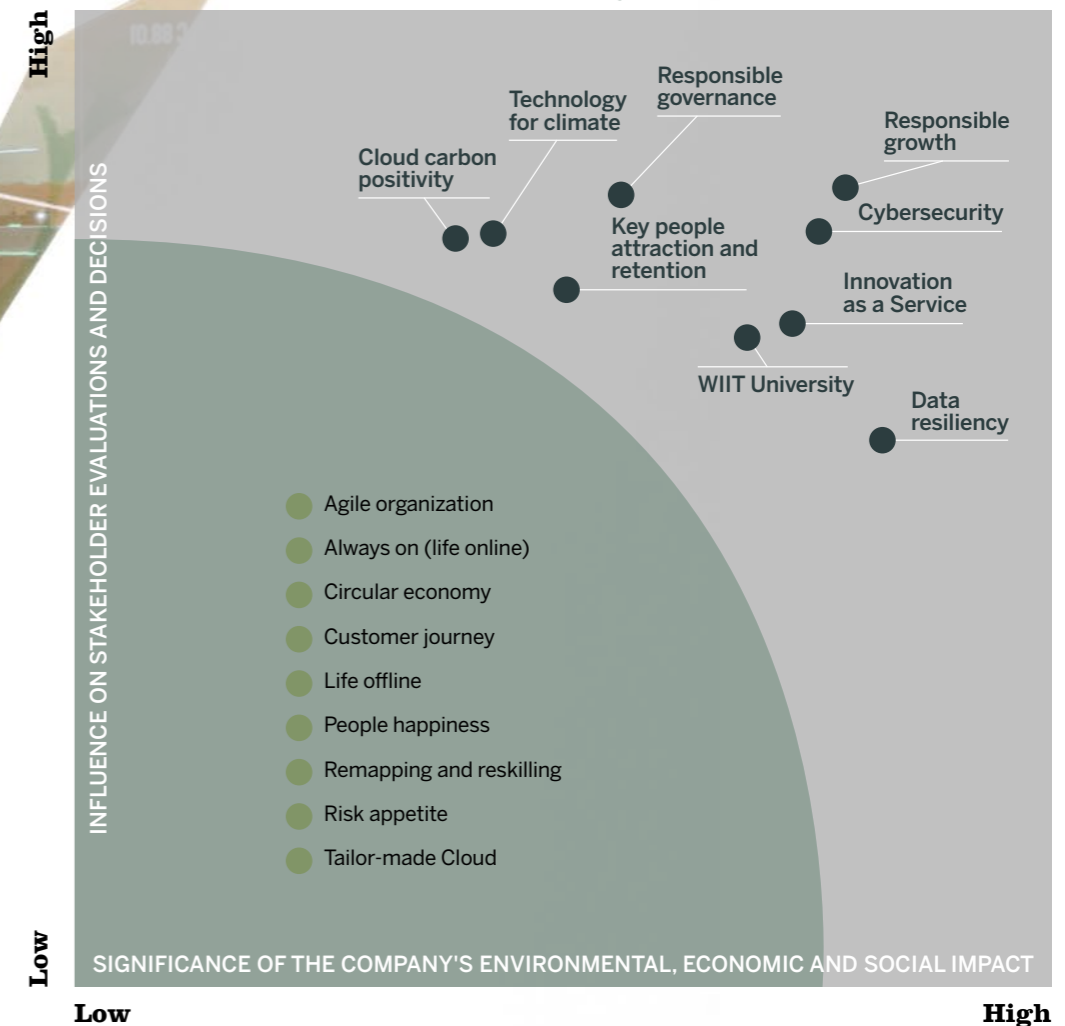 High
INFLUENCE ON STAKEHOLDER EVALUATIONS AND DECISIONS
Low
Responsible
governance
Technology
for climate
Responsible
growth
Cloud carbon
positivity
Cybersecurity
Key people
attraction and
retention
Innovation
as a Service
WIIT University
Data
resiliency
Agile organization
Always on (life online)
Circular economy
Customer journey
Life offline
People happiness
Remapping and reskilling
Risk appetite
Tailor-made Cloud
SIGNIFICANCE OF THE COMPANY'S ENVIRONMENTAL, ECONOMIC AND SOCIAL IMPACT
Low
High